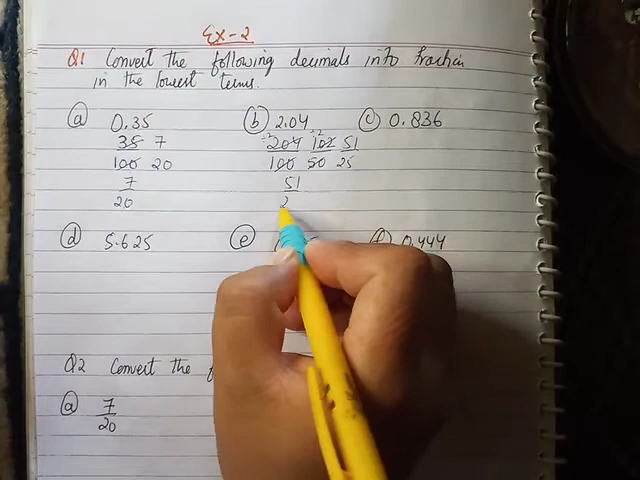 Ex-2
Q1 Convert the following decimals into fraction
in the lowest terms.
(a) 0.35 (b) 2.04 (c) 0.836
35 7 ÷2 204 ÷2 102 51
100 20 100 50 25
7 51
20 2
(d) 5.625 (e) (f) 0.444
Q2 Convert the
(a) 7
20